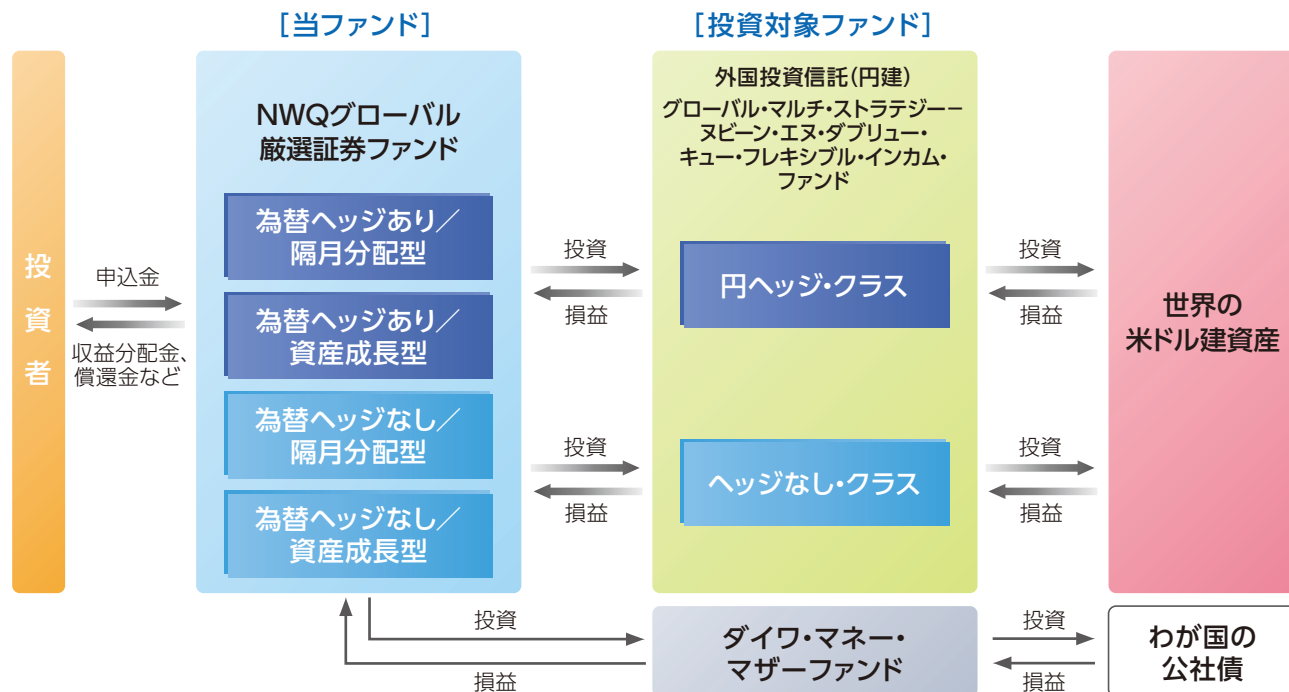 [当ファンド]
[投資対象ファンド]
投資者
申込金
収益分配金、
償還金など
NWQグローバル
厳選証券ファンド
為替ヘッジあり／
隔月分配型
為替ヘッジあり／
資産成長型
為替ヘッジなし／
隔月分配型
為替ヘッジなし／
資産成長型
投資
損益
投資
損益
外国投資信託(円建)
グローバル・マルチ・ストラテジー－
ヌビーン・エヌ・ダブリュー・
キュー・フレキシブル・インカム・
ファンド
円ヘッジ・クラス
ヘッジなし・クラス
投資
損益
投資
損益
世界の
米ドル建資産
投資
損益
ダイワ・マネー・
マザーファンド
投資
損益
わが国の
公社債